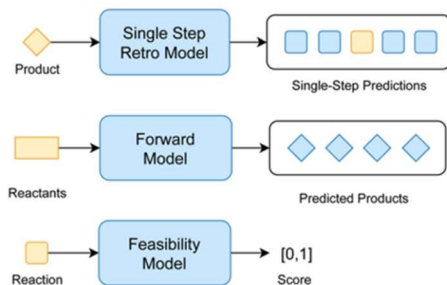 Single Step
Retro Model
Product
Single-Step Predictions
Forward
Model
Reactants
Predicted Products
Feasibility
Model
[0,1]
Reaction
Score